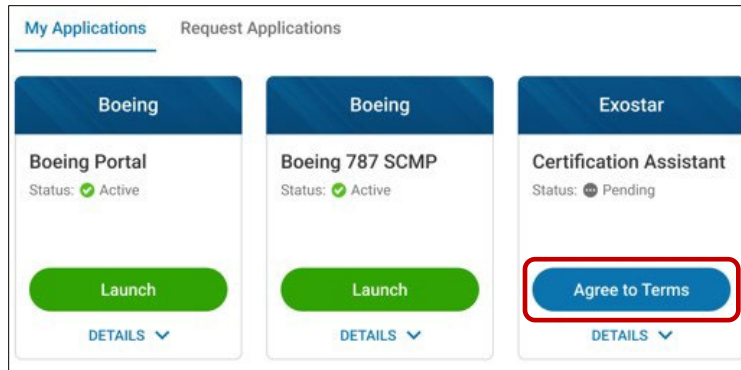 My Applications Request Applications
Boeing
Boeing Portal
Status: Active
Launch
DETAILS
Boeing
Boeing 787 SCMP
Status: Active
Launch
DETAILS
Exostar
Certification Assistant
Status: Pending
Agree to Terms
DETAILS